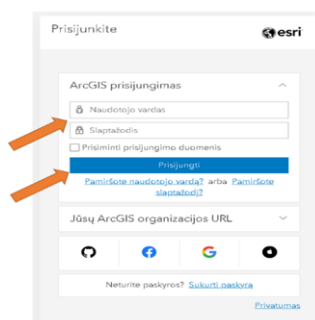 Prisijunkite
esri
ArcGIS prisijungimas
Naudotojo vardas
Slaptažodis
Prisiminti prisijungimo duomenis
Prisijungti
Pamiršote naudotojo vardą? arba Pamiršote
slaptažodį?
Jūsų ArcGIS organizacijos URL
Neturite paskyros? Sukurti paskyrą
Privatumas